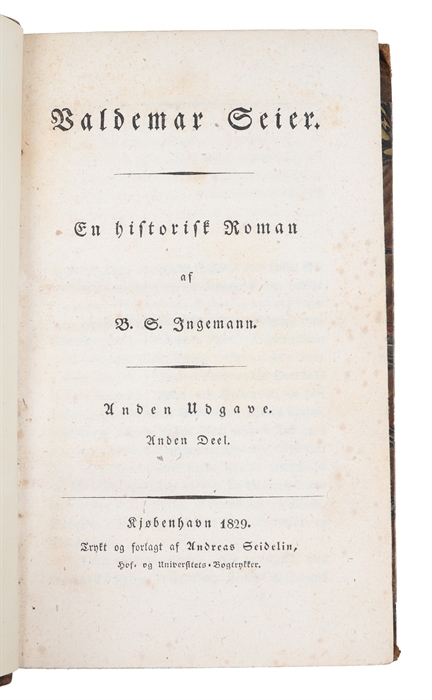 Valdemar Seier.
En historisk Roman
af
B. S. Ingemann.
Anden Udgave.
Anden Deel.
Kjøbenhavn 1829.
Trykt og forlagt af Andreas Seidelin,
Hof- og Universitets-Bogtrykker.